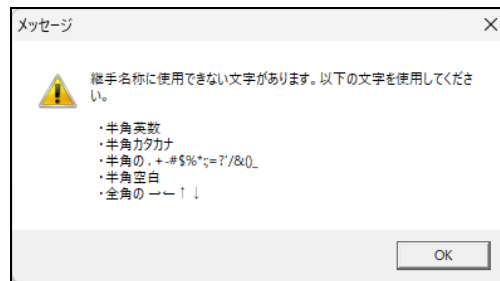 メッセージ
継手名称に使用できない文字があります。以下の文字を使用してくださ
い。
・半角英数
・半角カタカナ
・半角の . + -#$%*:;=?'/&()_
・半角空白
・全角の →←↑↓
OK